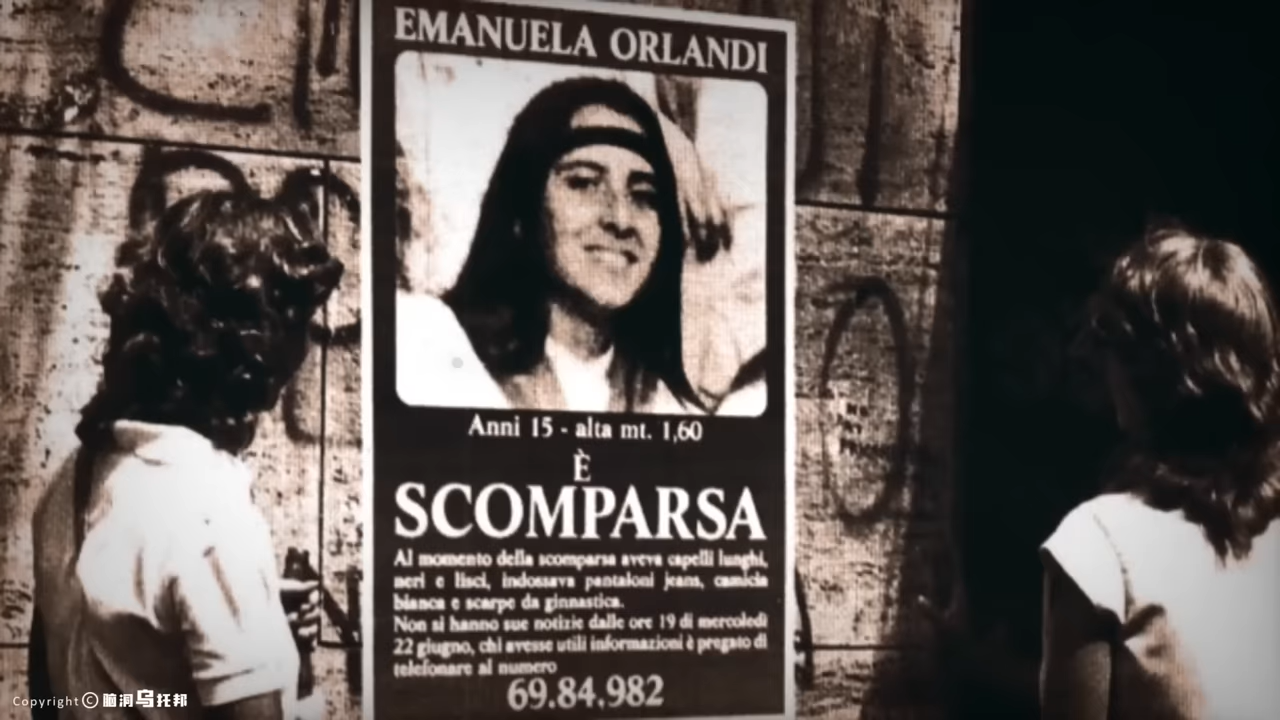 EMANUELA ORLANDI
Anni 15 - alta mt. 1,60
È
SCOMPARSA
Al momento della scomparsa aveva capelli lunghi,
neri e lisci, indossava pantaloni jeans, camicia
bianca e scarpe da ginnastica.
Non si hanno sue notizie dalle ore 19 di mercoledì
22 giugno, chi avesse utili informazioni è pregato di
telefonare al numero
69.84.982
Copyright © 脑洞乌托邦